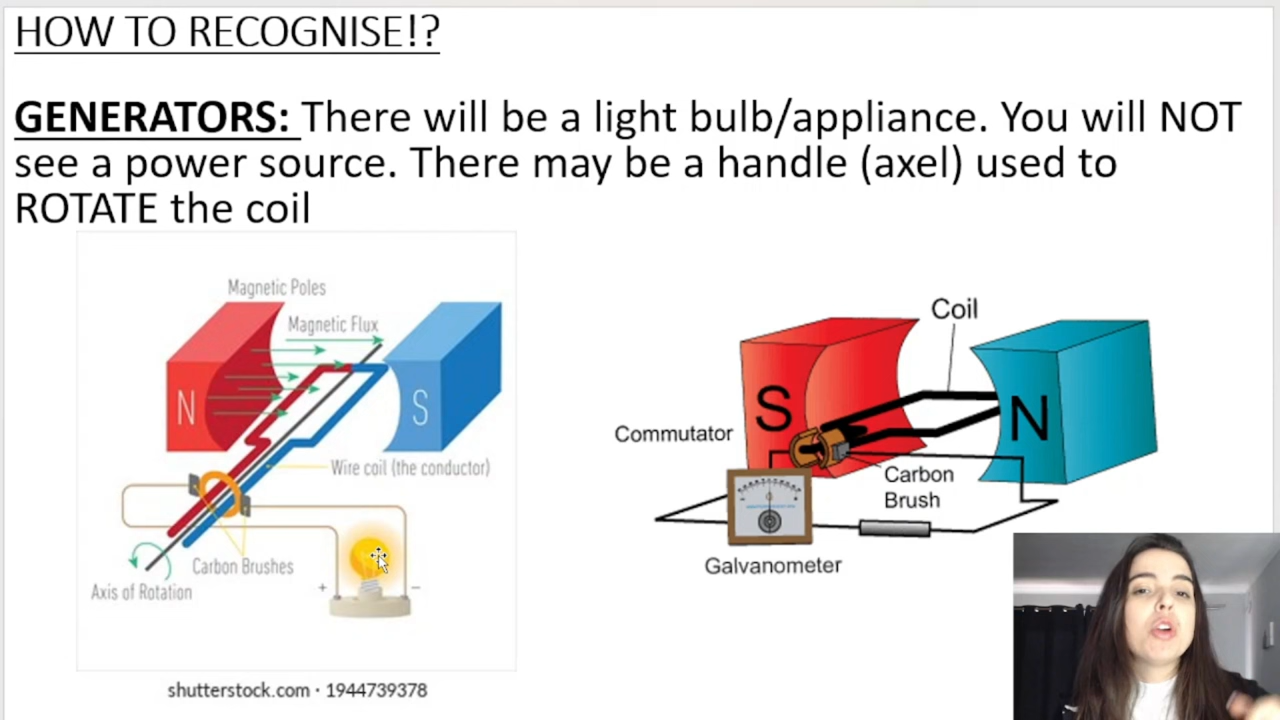 HOW TO RECOGNISE!?
GENERATORS: There will be a light bulb/appliance. You will NOT
see a power source. There may be a handle (axel) used to
ROTATE the coil
Magnetic Poles
Magnetic Flux
N
S
Wire coil (the conductor)
Carbon Brushes
Axis of Rotation
+
−
shutterstock.com · 1944739378
Coil
S
N
Commutator
Carbon
Brush
Galvanometer